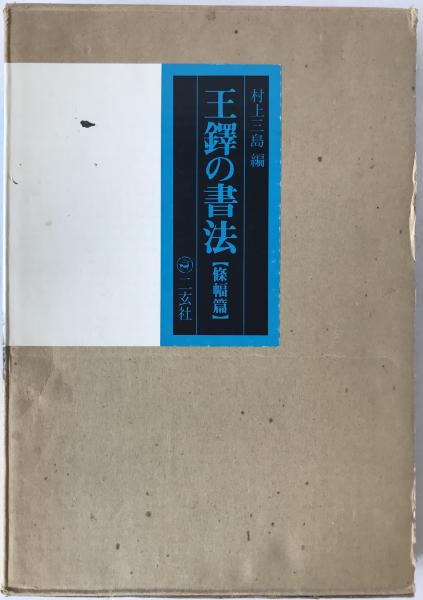 村上三島 編
王鐸の書法【條幅篇】
二玄社